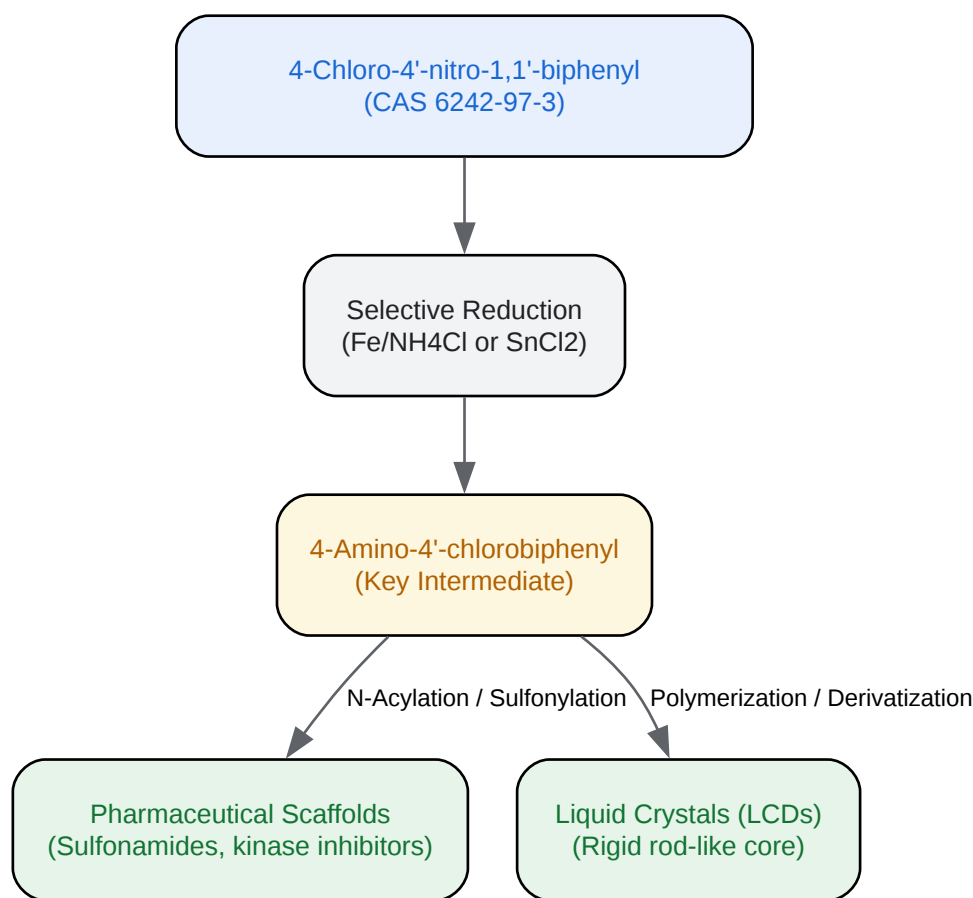 4-Chloro-4'-nitro-1,1'-biphenyl
(CAS 6242-97-3)
Selective Reduction
(Fe/NH4Cl or SnCl2)
4-Amino-4'-chlorobiphenyl
(Key Intermediate)
N-Acylation / Sulfonylation
Polymerization / Derivatization
Pharmaceutical Scaffolds
(Sulfonamides, kinase inhibitors)
Liquid Crystals (LCDs)
(Rigid rod-like core)